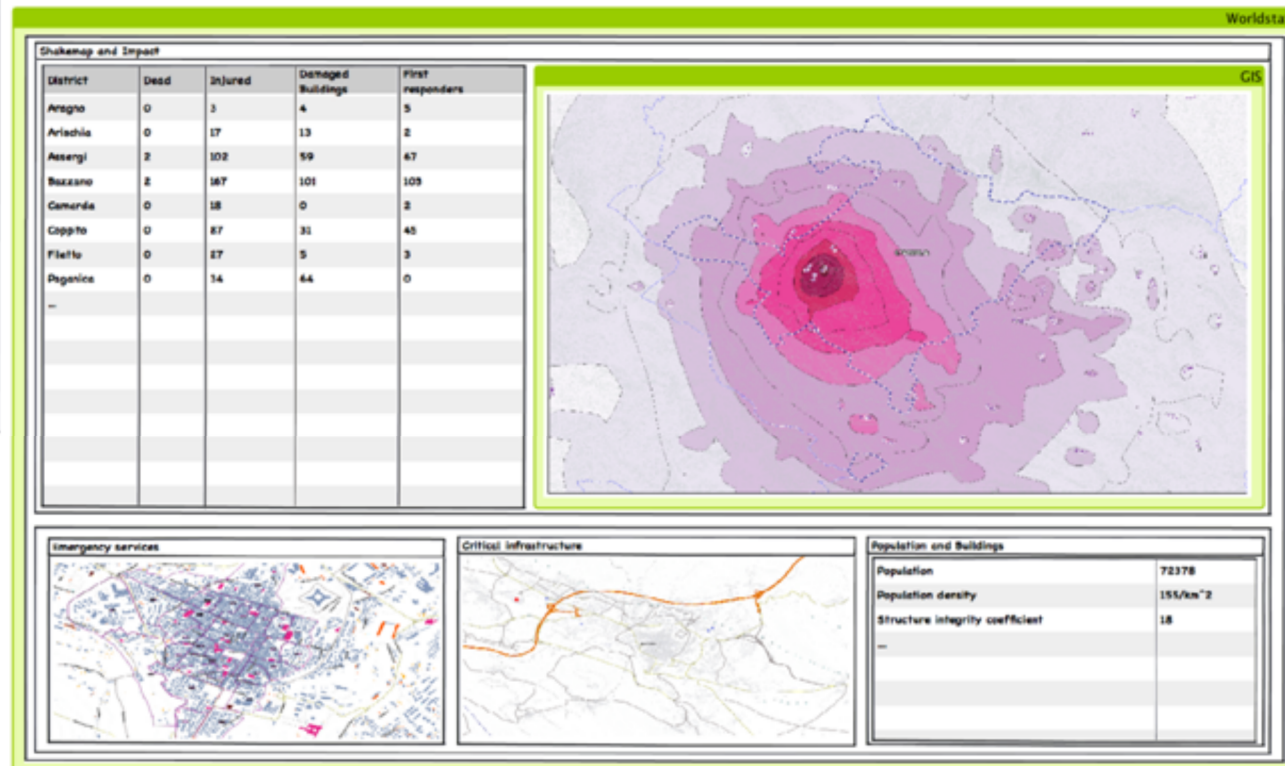 Worldsta
Shakemap and Impact
District Dead Injured Damaged Buildings First responders
Aragno 0 3 4 5
Arischia 0 17 13 2
Assergi 2 102 59 67
Bazzano 2 167 101 103
Camarda 0 18 0 2
Coppito 0 87 31 45
Filetto 0 27 5 3
Paganica 0 34 64 0
...
GIS
Emergency services
Critical infrastructure
Population and Buildings
Population 72378
Population density 155/km^2
Structure integrity coefficient 18
...